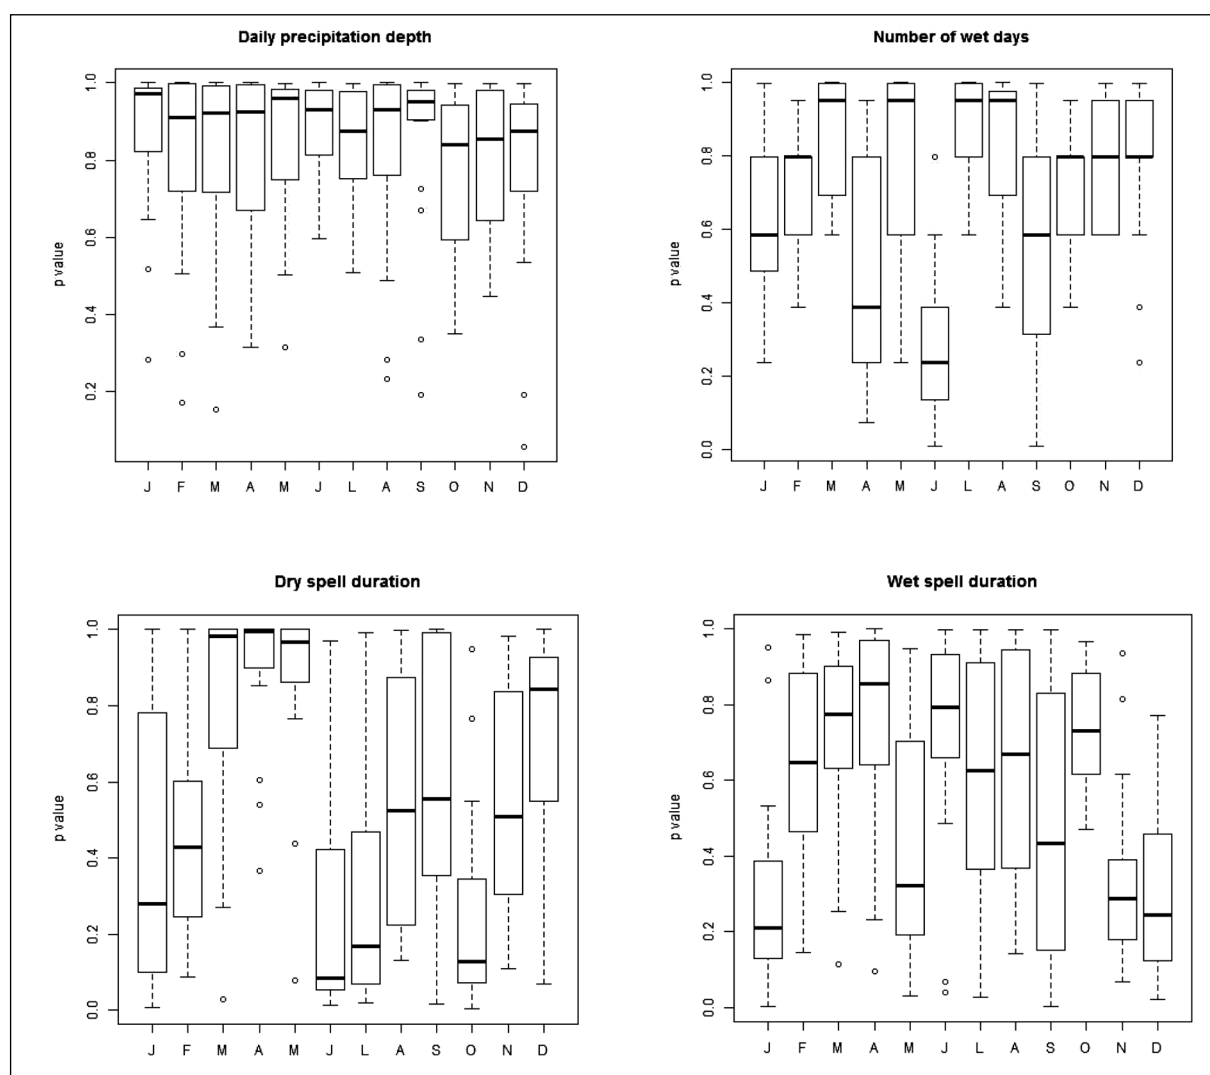 Daily precipitation depth
p value
1.0
0.8
0.6
0.4
0.2
J F M A M J L A S O N D
Number of wet days
p value
1.0
0.8
0.6
0.4
0.2
0.0
J F M A M J L A S O N D
Dry spell duration
p value
1.0
0.8
0.6
0.4
0.2
0.0
J F M A M J L A S O N D
Wet spell duration
p value
1.0
0.8
0.6
0.4
0.2
0.0
J F M A M J L A S O N D